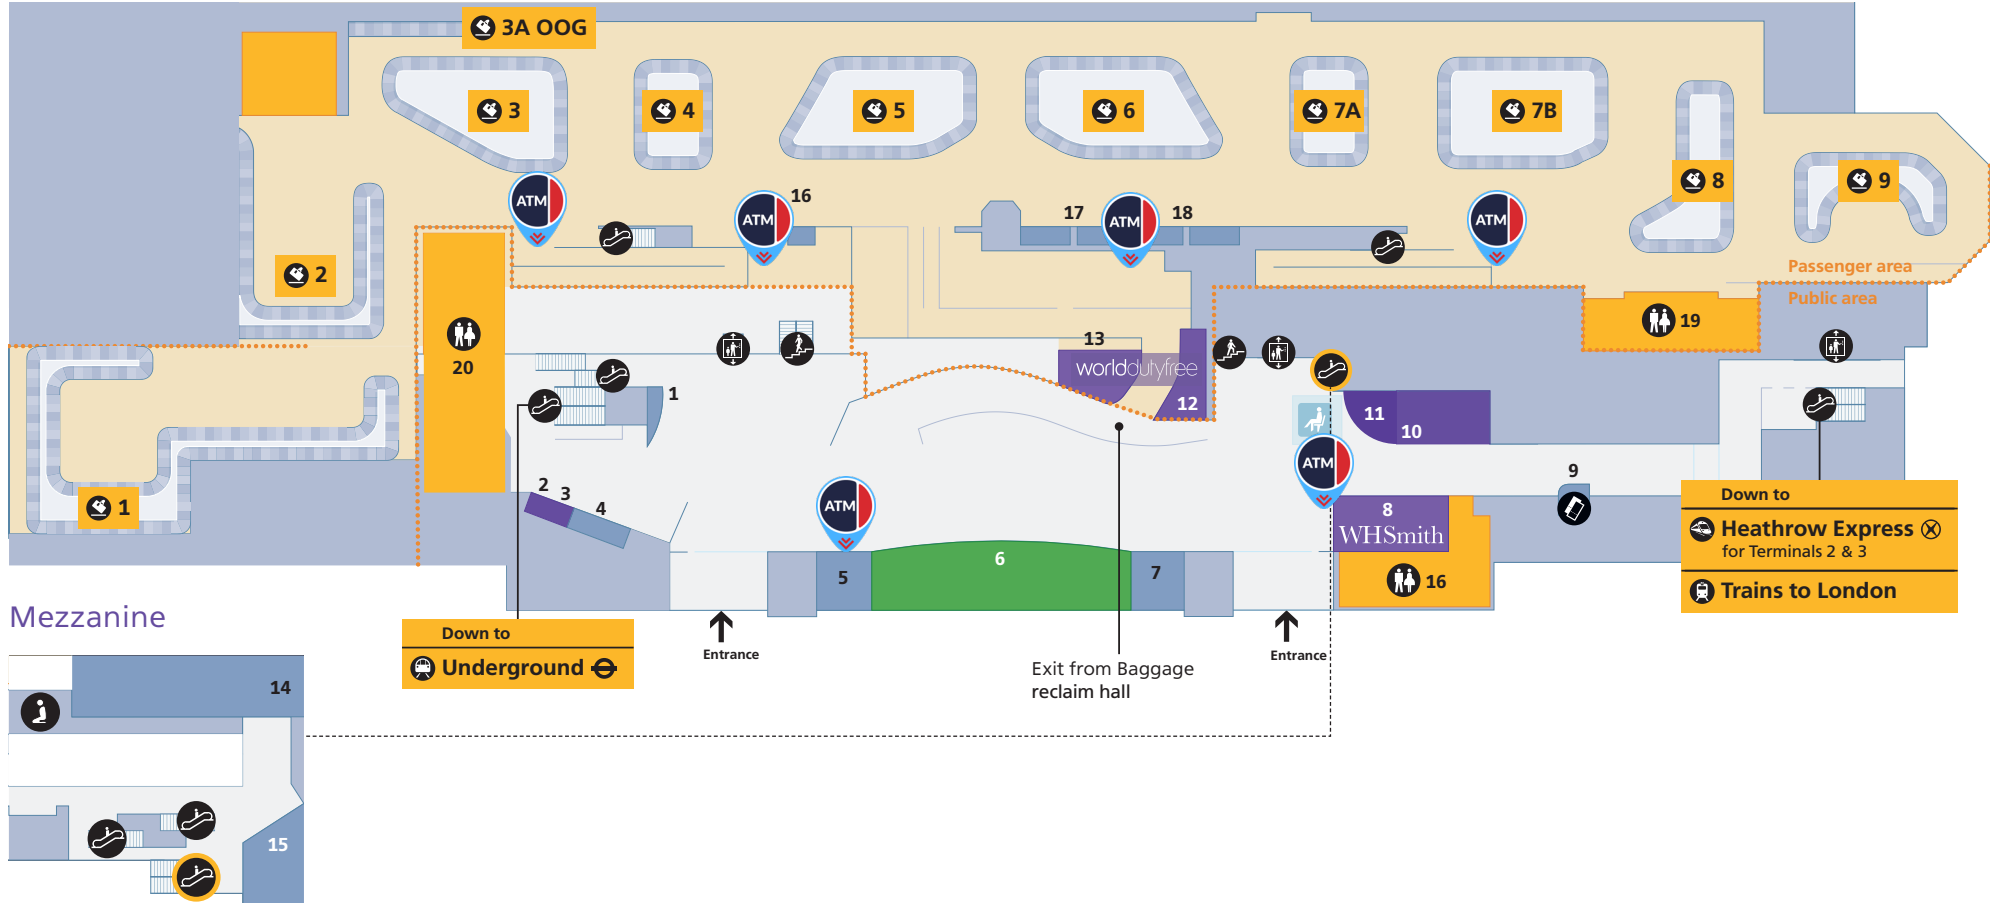 3A OOG
3
4
5
6
7A
7B
8
9
ATM
ATM
16
17
ATM
18
ATM
2
Passenger area
Public area
19
20
13
worlddutyfree
12
1
11
10
ATM
2
3
4
ATM
9
8
WHSmith
1
5
6
7
16
Down to
Heathrow Express
for Terminals 2 & 3
Trains to London
Entrance
Entrance
Down to
Underground
Exit from Baggage
reclaim hall
Mezzanine
14
15